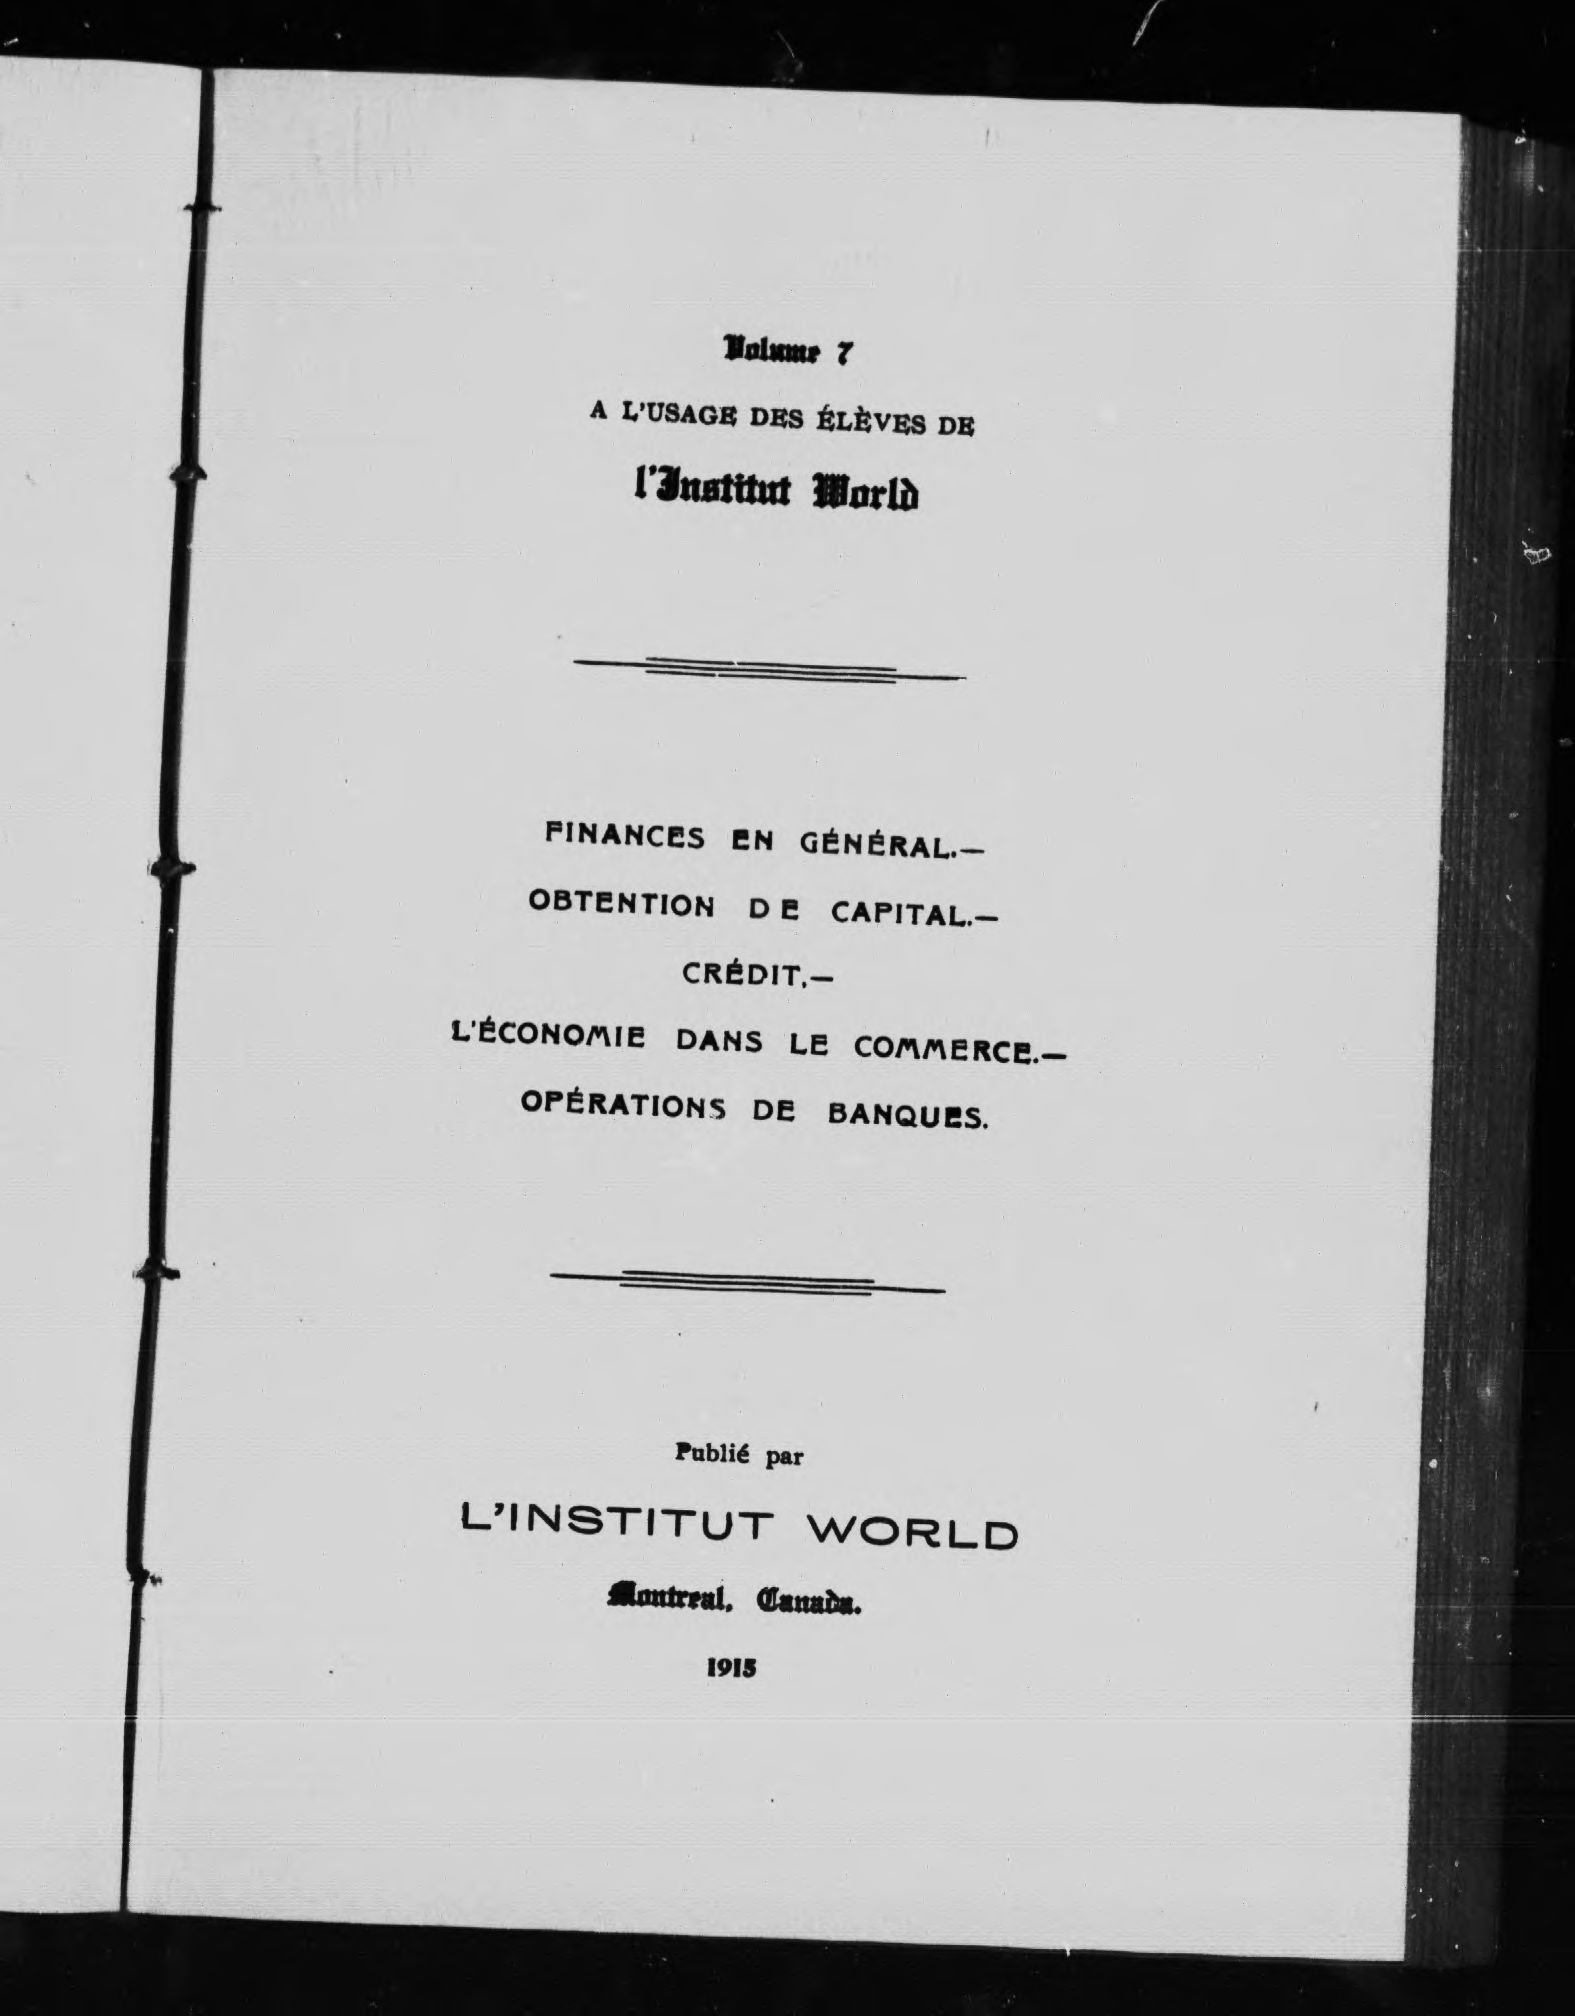 Volume 7
A L'USAGE DES ÉLÈVES DE
l'Institut World
FINANCES EN GÉNÉRAL.—
OBTENTION DE CAPITAL.—
CRÉDIT.—
L'ÉCONOMIE DANS LE COMMERCE.—
OPÉRATIONS DE BANQUES.
Publié par
L'INSTITUT WORLD
Montreal, Canada.
1915